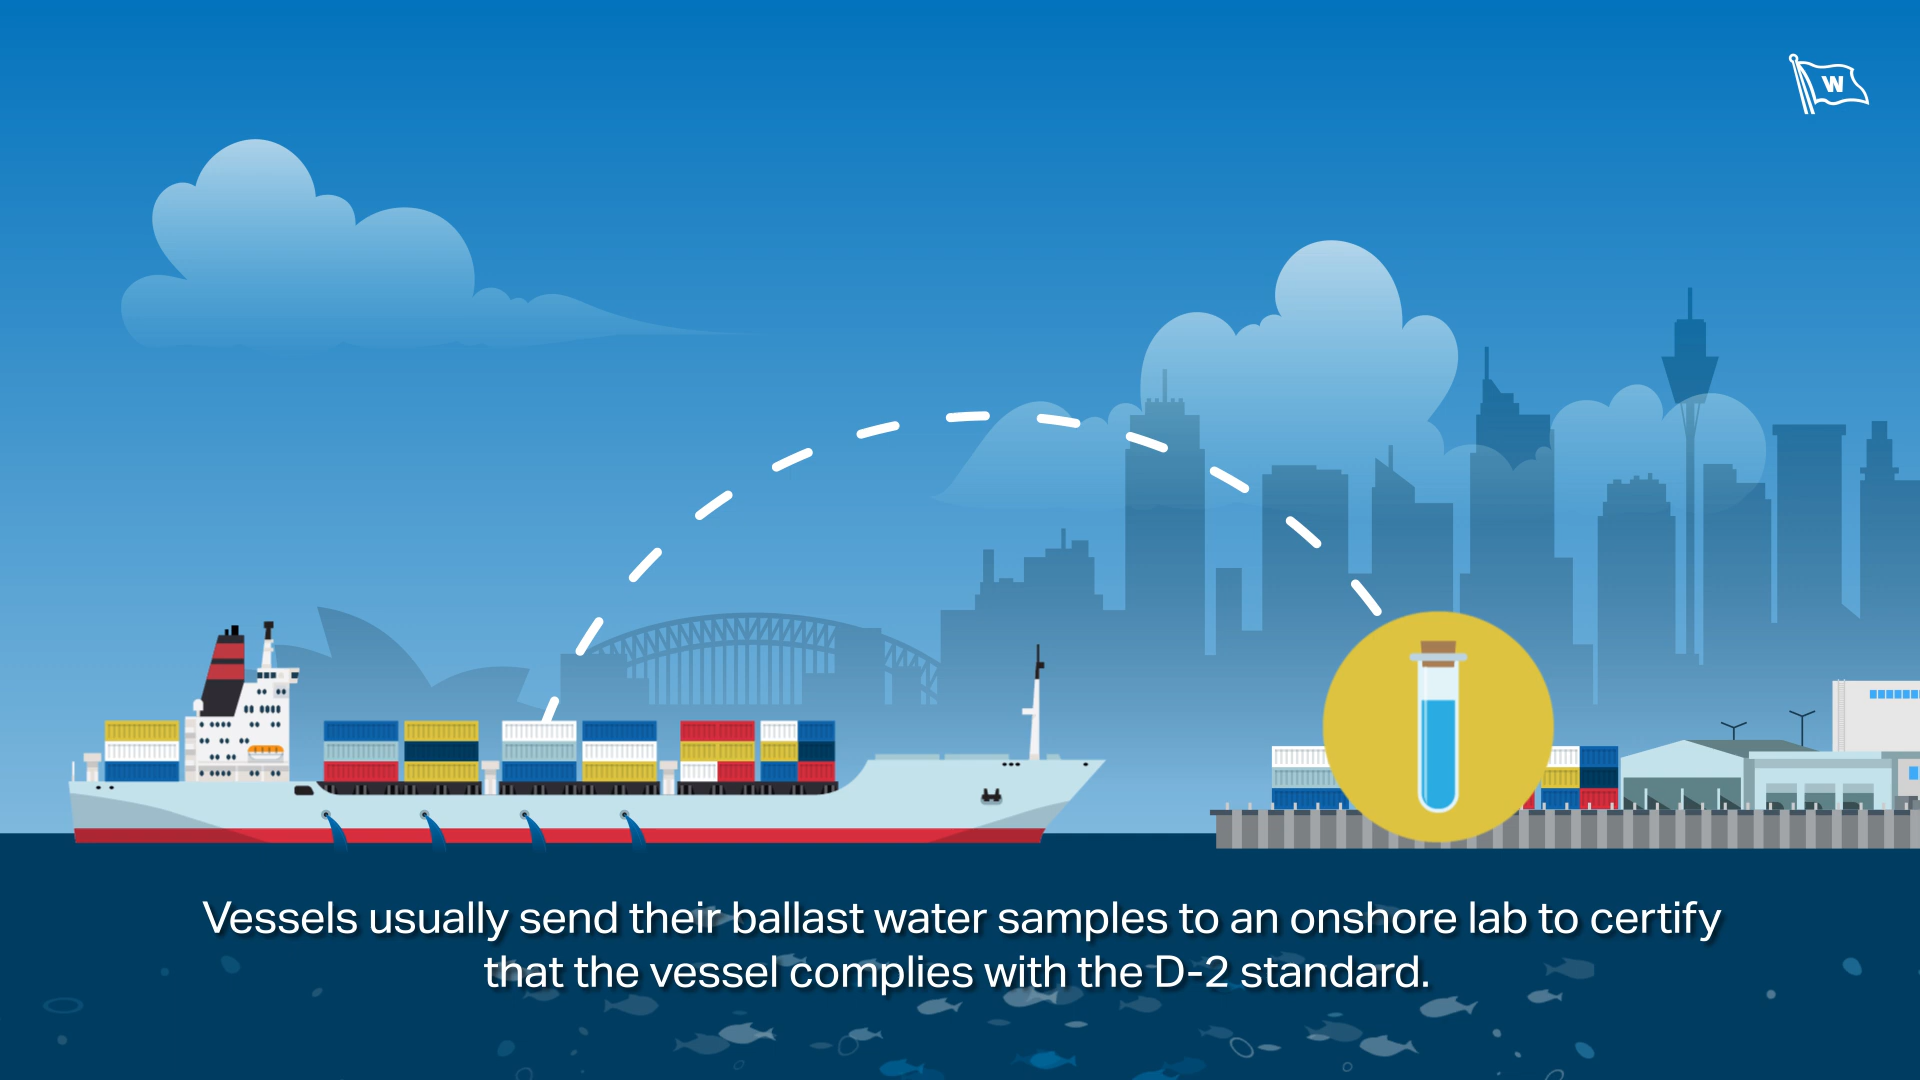 W
Vessels usually send their ballast water samples to an onshore lab to certify
that the vessel complies with the D-2 standard.